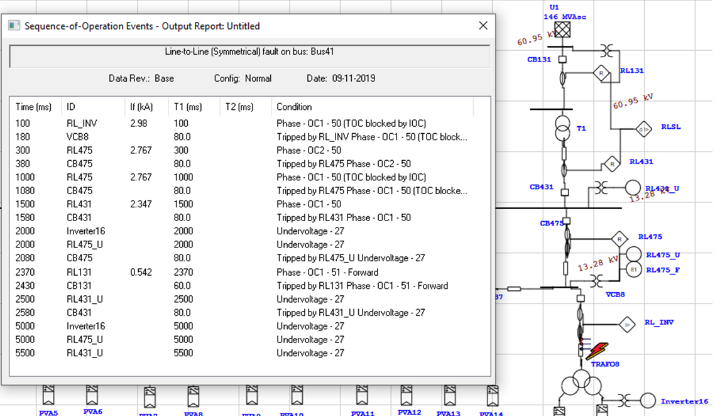 Sequence-of-Operation Events - Output Report: Untitled
Line-to-Line (Symmetrical) fault on bus: Bus41
Data Rev.: Base Config: Normal Date: 09-11-2019
Time (ms) ID If (kA) T1 (ms) T2 (ms) Condition
100 RL_INV 2.98 100 Phase - OC1 - 50 (TOC blocked by IOC)
180 VCB8 80.0 Tripped by RL_INV Phase - OC1 - 50 (TOC block...
300 RL475 2.767 300 Phase - OC2 - 50
380 CB475 80.0 Tripped by RL475 Phase - OC2 - 50
1000 RL475 2.767 1000 Phase - OC1 - 50 (TOC blocked by IOC)
1080 CB475 80.0 Tripped by RL475 Phase - OC1 - 50 (TOC blocke...
1500 RL431 2.347 1500 Phase - OC1 - 50
1580 CB431 80.0 Tripped by RL431 Phase - OC1 - 50
2000 Inverter16 2000 Undervoltage - 27
2000 RL475_U 2000 Undervoltage - 27
2080 CB475 80.0 Tripped by RL475_U Undervoltage - 27
2370 RL131 0.542 2370 Phase - OC1 - 51 - Forward
2430 CB131 60.0 Tripped by RL131 Phase - OC1 - 51 - Forward
2500 RL431_U 2500 Undervoltage - 27
2580 CB431 80.0 Tripped by RL431_U Undervoltage - 27
5000 Inverter16 5000 Undervoltage - 27
5000 RL475_U 5000 Undervoltage - 27
5500 RL431_U 5500 Undervoltage - 27
U1
146 MVAsc
60.95 kV
CB131
R
RL131
60.95 kV
T1
RLSL
R
RL431
CB431
RL431_U
13.28 kV
CB475
R
RL475
RL475_U
13.28 kV
81
RL475_F
VCB8
RL_INV
TRAFO8
Inverter16
PVA5
PVA6
PVA8
PVA9
PVA10
PVA11
PVA12
PVA13
PVA14